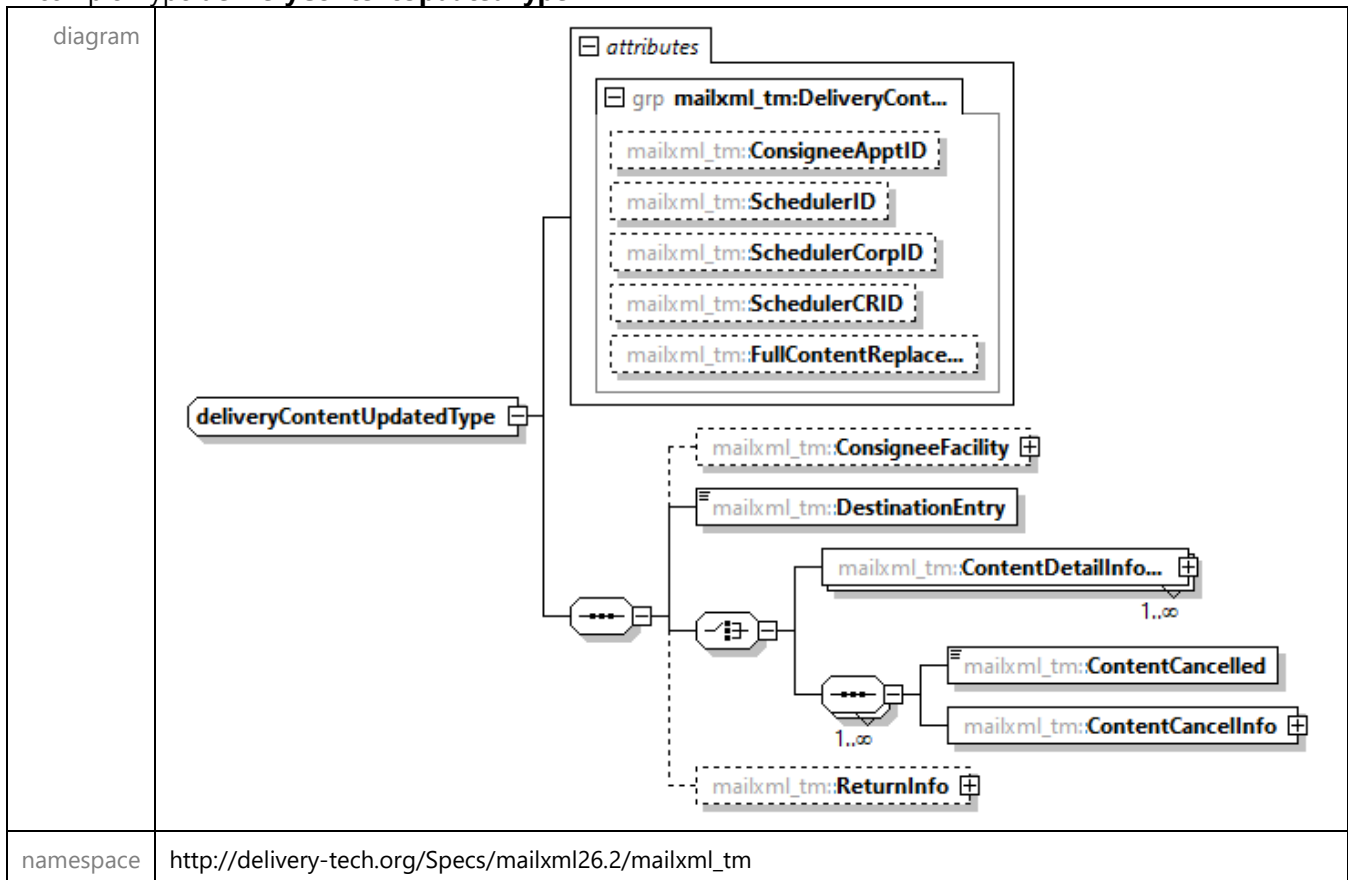 diagram
attributes
grp mailxml_tm:DeliveryCont...
mailxml_tm:ConsigneeApptID
mailxml_tm:SchedulerID
mailxml_tm:SchedulerCorpID
mailxml_tm:SchedulerCRID
mailxml_tm:FullContentReplace...
deliveryContentUpdatedType
mailxml_tm:ConsigneeFacility
mailxml_tm:DestinationEntry
mailxml_tm:ContentDetailInfo...
1..∞
mailxml_tm:ContentCancelled
mailxml_tm:ContentCancelInfo
1..∞
mailxml_tm:ReturnInfo
namespace http://delivery-tech.org/Specs/mailxml26.2/mailxml_tm